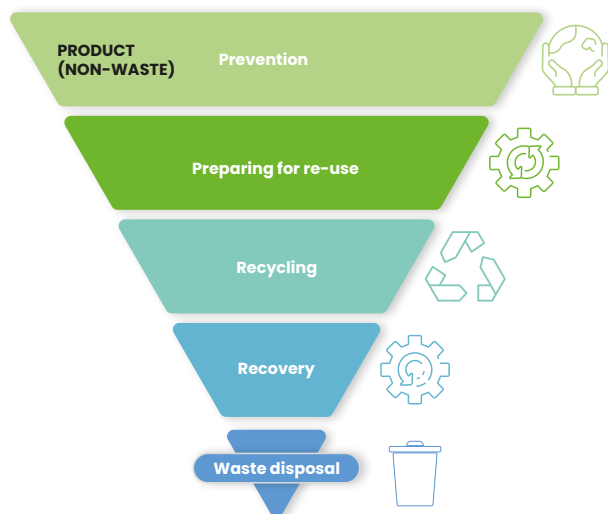 PRODUCT
(NON-WASTE)
Prevention
Preparing for re-use
Recycling
Recovery
Waste disposal